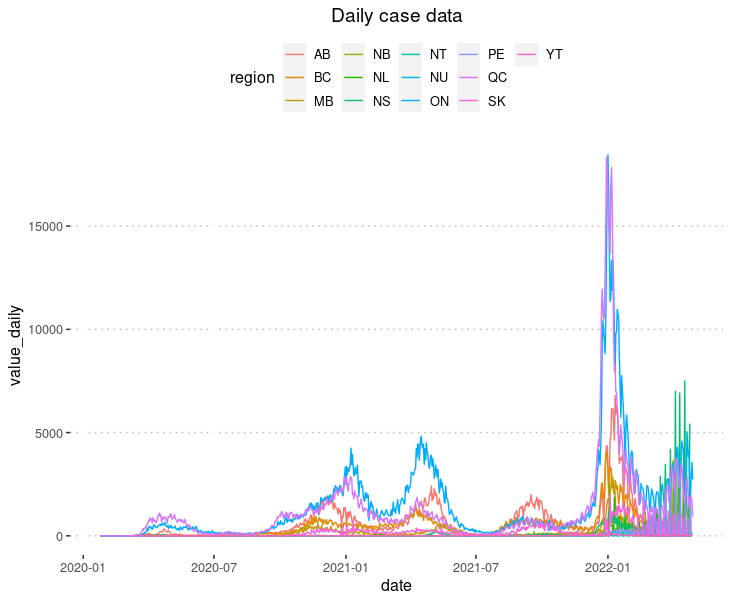 Daily case data
region
AB NB NT PE YT
BC NL NU QC
MB NS ON SK
value_daily
15000
10000
5000
0
2020-01 2020-07 2021-01 2021-07 2022-01
date